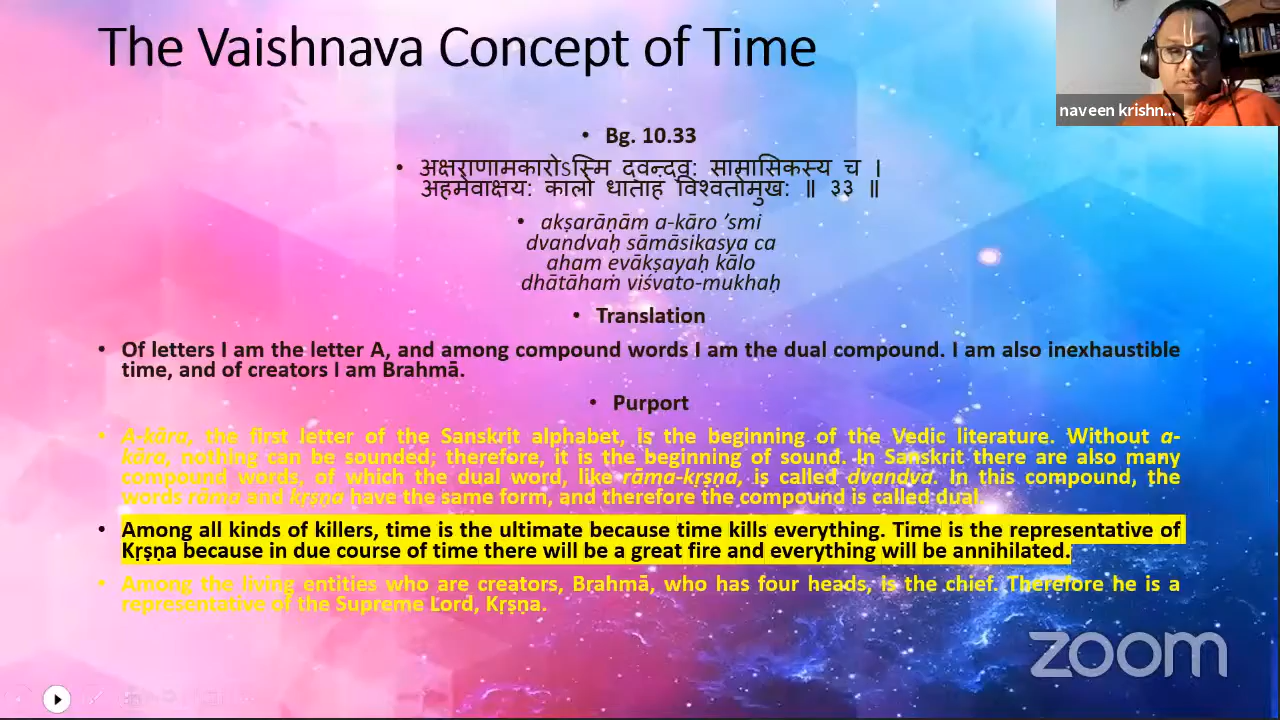 The Vaishnava Concept of Time
naveen krishn...
• Bg. 10.33
• अक्षराणामकारोऽस्मि दवन्दव: सामासिकस्य च ।
अहमेवाक्षय: कालो धाताहं विश्वतोमुख: ॥ ३३ ॥
• akṣarāṇām a-kāro ’smi
dvandvaḥ sāmāsikasya ca
aham evākṣayaḥ kālo
dhātāhaṁ viśvato-mukhaḥ
• Translation
• Of letters I am the letter A, and among compound words I am the dual compound. I am also inexhaustible
time, and of creators I am Brahmā.
• Purport
• A-kāra, the first letter of the Sanskrit alphabet, is the beginning of the Vedic literature. Without a-
kāra, nothing can be sounded; therefore, it is the beginning of sound. In Sanskrit there are also many
compound words, of which the dual word, like rāma-kṛṣṇa, is called dvandva. In this compound, the
words rāma and kṛṣṇa have the same form, and therefore the compound is called dual.
• Among all kinds of killers, time is the ultimate because time kills everything. Time is the representative of
Kṛṣṇa because in due course of time there will be a great fire and everything will be annihilated.
• Among the living entities who are creators, Brahmā, who has four heads, is the chief. Therefore he is a
representative of the Supreme Lord, Kṛṣṇa.
zoom